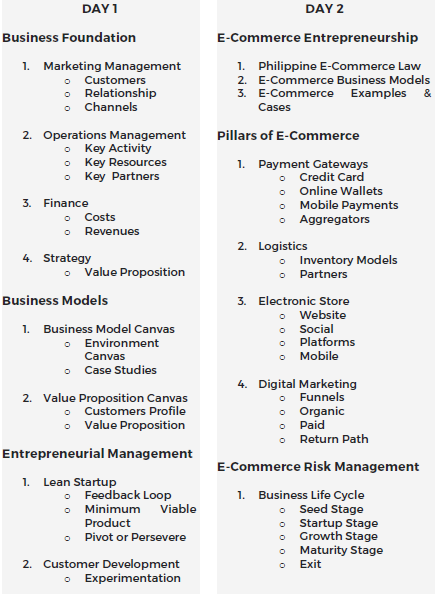 DAY 1
Business Foundation
1. Marketing Management
o Customers
o Relationship
o Channels
2. Operations Management
o Key Activity
o Key Resources
o Key Partners
3. Finance
o Costs
o Revenues
4. Strategy
o Value Proposition
Business Models
1. Business Model Canvas
o Environment
Canvas
o Case Studies
2. Value Proposition Canvas
o Customers Profile
o Value Proposition
Entrepreneurial Management
1. Lean Startup
o Feedback Loop
o Minimum Viable
Product
o Pivot or Persevere
2. Customer Development
o Experimentation
DAY 2
E-Commerce Entrepreneurship
1. Philippine E-Commerce Law
2. E-Commerce Business Models
3. E-Commerce Examples &
Cases
Pillars of E-Commerce
1. Payment Gateways
o Credit Card
o Online Wallets
o Mobile Payments
o Aggregators
2. Logistics
o Inventory Models
o Partners
3. Electronic Store
o Website
o Social
o Platforms
o Mobile
4. Digital Marketing
o Funnels
o Organic
o Paid
o Return Path
E-Commerce Risk Management
1. Business Life Cycle
o Seed Stage
o Startup Stage
o Growth Stage
o Maturity Stage
o Exit